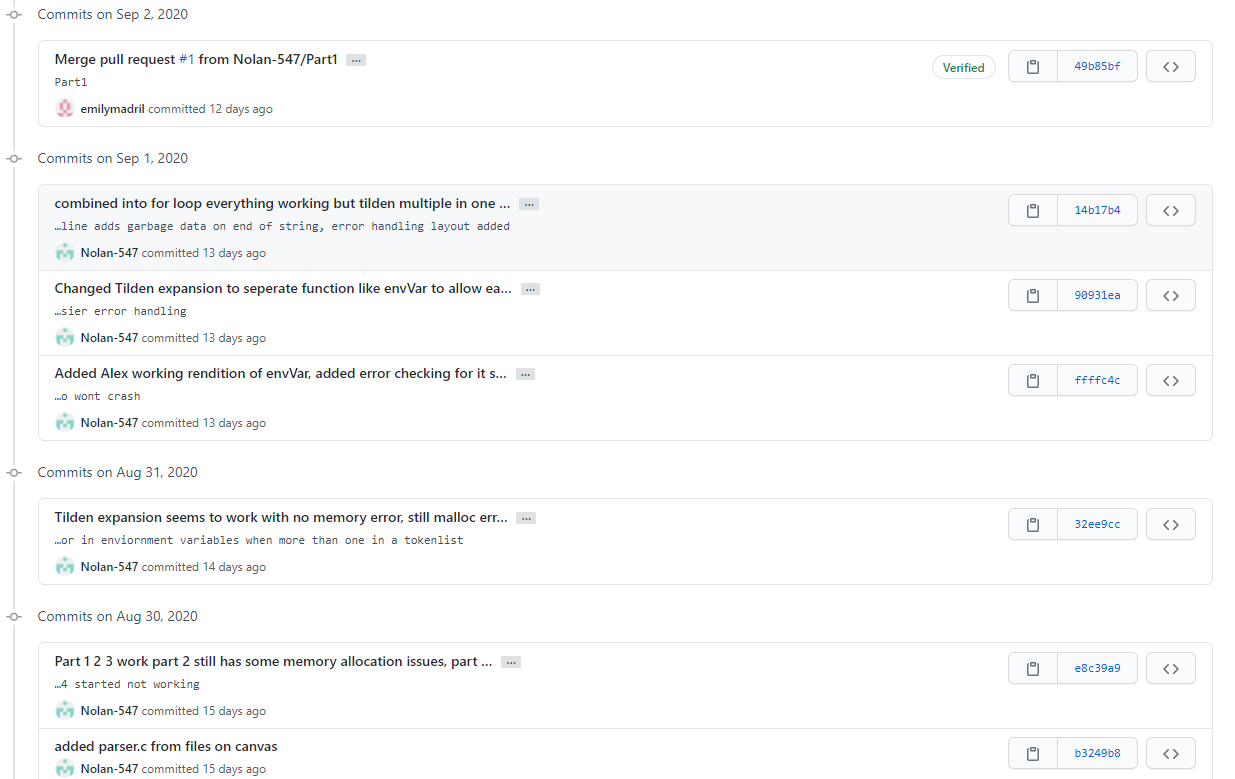 Commits on Sep 2, 2020
Merge pull request #1 from Nolan-547/Part1 …
Part1
emilymadril committed 12 days ago
Verified
49b85bf
Commits on Sep 1, 2020
combined into for loop everything working but tilden multiple in one … …
…line adds garbage data on end of string, error handling layout added
Nolan-547 committed 13 days ago
14b17b4
Changed Tilden expansion to seperate function like envVar to allow ea… …
…sier error handling
Nolan-547 committed 13 days ago
90931ea
Added Alex working rendition of envVar, added error checking for it s… …
…o wont crash
Nolan-547 committed 13 days ago
ffffc4c
Commits on Aug 31, 2020
Tilden expansion seems to work with no memory error, still malloc err… …
…or in enviornment variables when more than one in a tokenlist
Nolan-547 committed 14 days ago
32ee9cc
Commits on Aug 30, 2020
Part 1 2 3 work part 2 still has some memory allocation issues, part … …
…4 started not working
Nolan-547 committed 15 days ago
e8c39a9
added parser.c from files on canvas
Nolan-547 committed 15 days ago
b3249b8